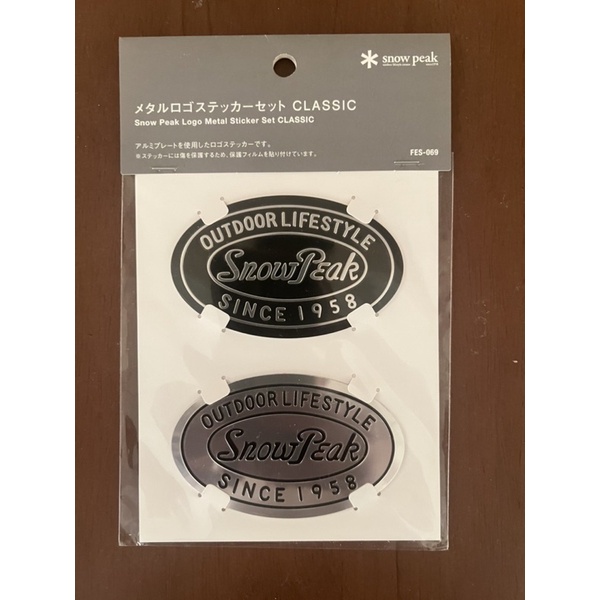 snow peak
メタルロゴステッカーセット CLASSIC
Snow Peak Logo Metal Sticker Set CLASSIC
アルミプレートを使用したロゴステッカーです。
※ステッカーには傷を保護するため、保護フィルムを貼り付けています。
FES-069
OUTDOOR LIFESTYLE
SnowPeak
SINCE 1958
OUTDOOR LIFESTYLE
SnowPeak
SINCE 1958